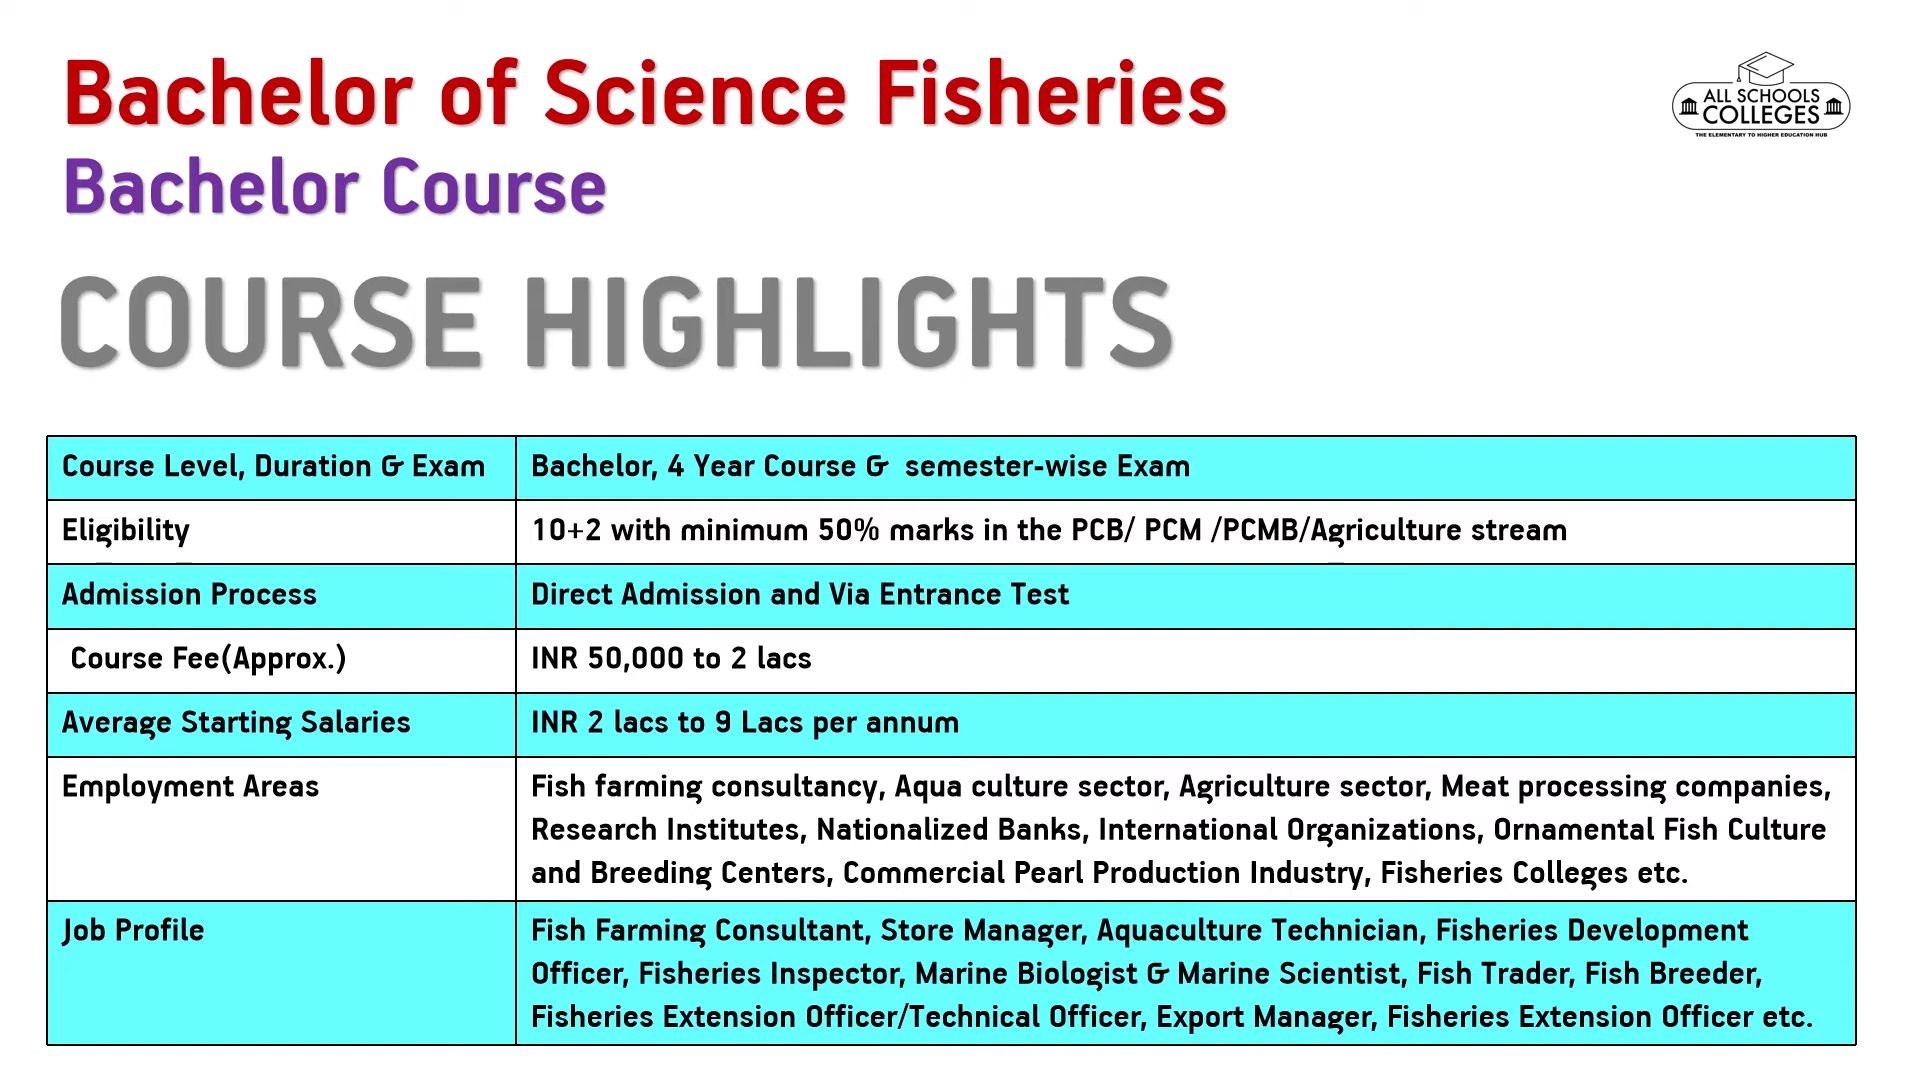 Bachelor of Science Fisheries
Bachelor Course
ALL SCHOOLS
COLLEGES
THE ELEMENTARY TO HIGHER EDUCATION HUB
COURSE HIGHLIGHTS
Course Level, Duration & Exam
Bachelor, 4 Year Course &  semester-wise Exam
Eligibility
10+2 with minimum 50% marks in the PCB/ PCM /PCMB/Agriculture stream
Admission Process
Direct Admission and Via Entrance Test
Course Fee(Approx.)
INR 50,000 to 2 lacs
Average Starting Salaries
INR 2 lacs to 9 Lacs per annum
Employment Areas
Fish farming consultancy, Aqua culture sector, Agriculture sector, Meat processing companies,
Research Institutes, Nationalized Banks, International Organizations, Ornamental Fish Culture
and Breeding Centers, Commercial Pearl Production Industry, Fisheries Colleges etc.
Job Profile
Fish Farming Consultant, Store Manager, Aquaculture Technician, Fisheries Development
Officer, Fisheries Inspector, Marine Biologist & Marine Scientist, Fish Trader, Fish Breeder,
Fisheries Extension Officer/Technical Officer, Export Manager, Fisheries Extension Officer etc.